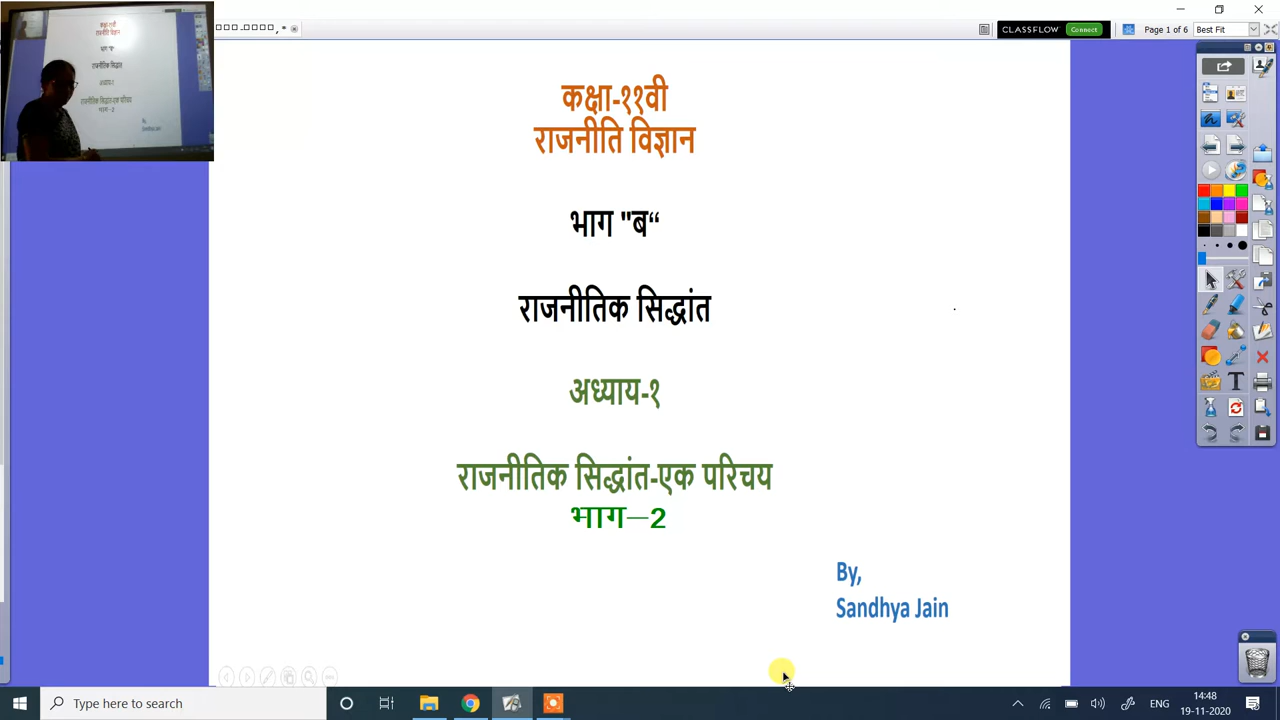 CLASSFLOW Connect
Page 1 of 6
Best Fit
कक्षा-११वी
राजनीति विज्ञान
भाग "ब“
राजनीतिक सिद्धांत
अध्याय-१
राजनीतिक सिद्धांत-एक परिचय
भाग–2
By,
Sandhya Jain
Type here to search
ENG
14:48
19-11-2020